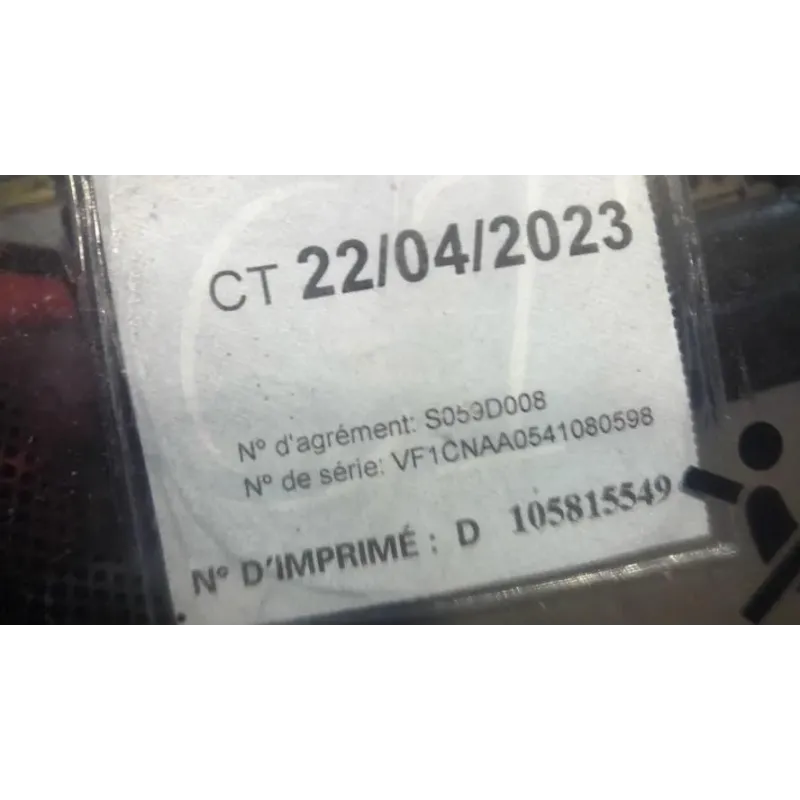 CT 22/04/2023
N° d'agrément: S059D008
N° de série: VF1CNAA0541080598
N° D'IMPRIMÉ : D 105815549